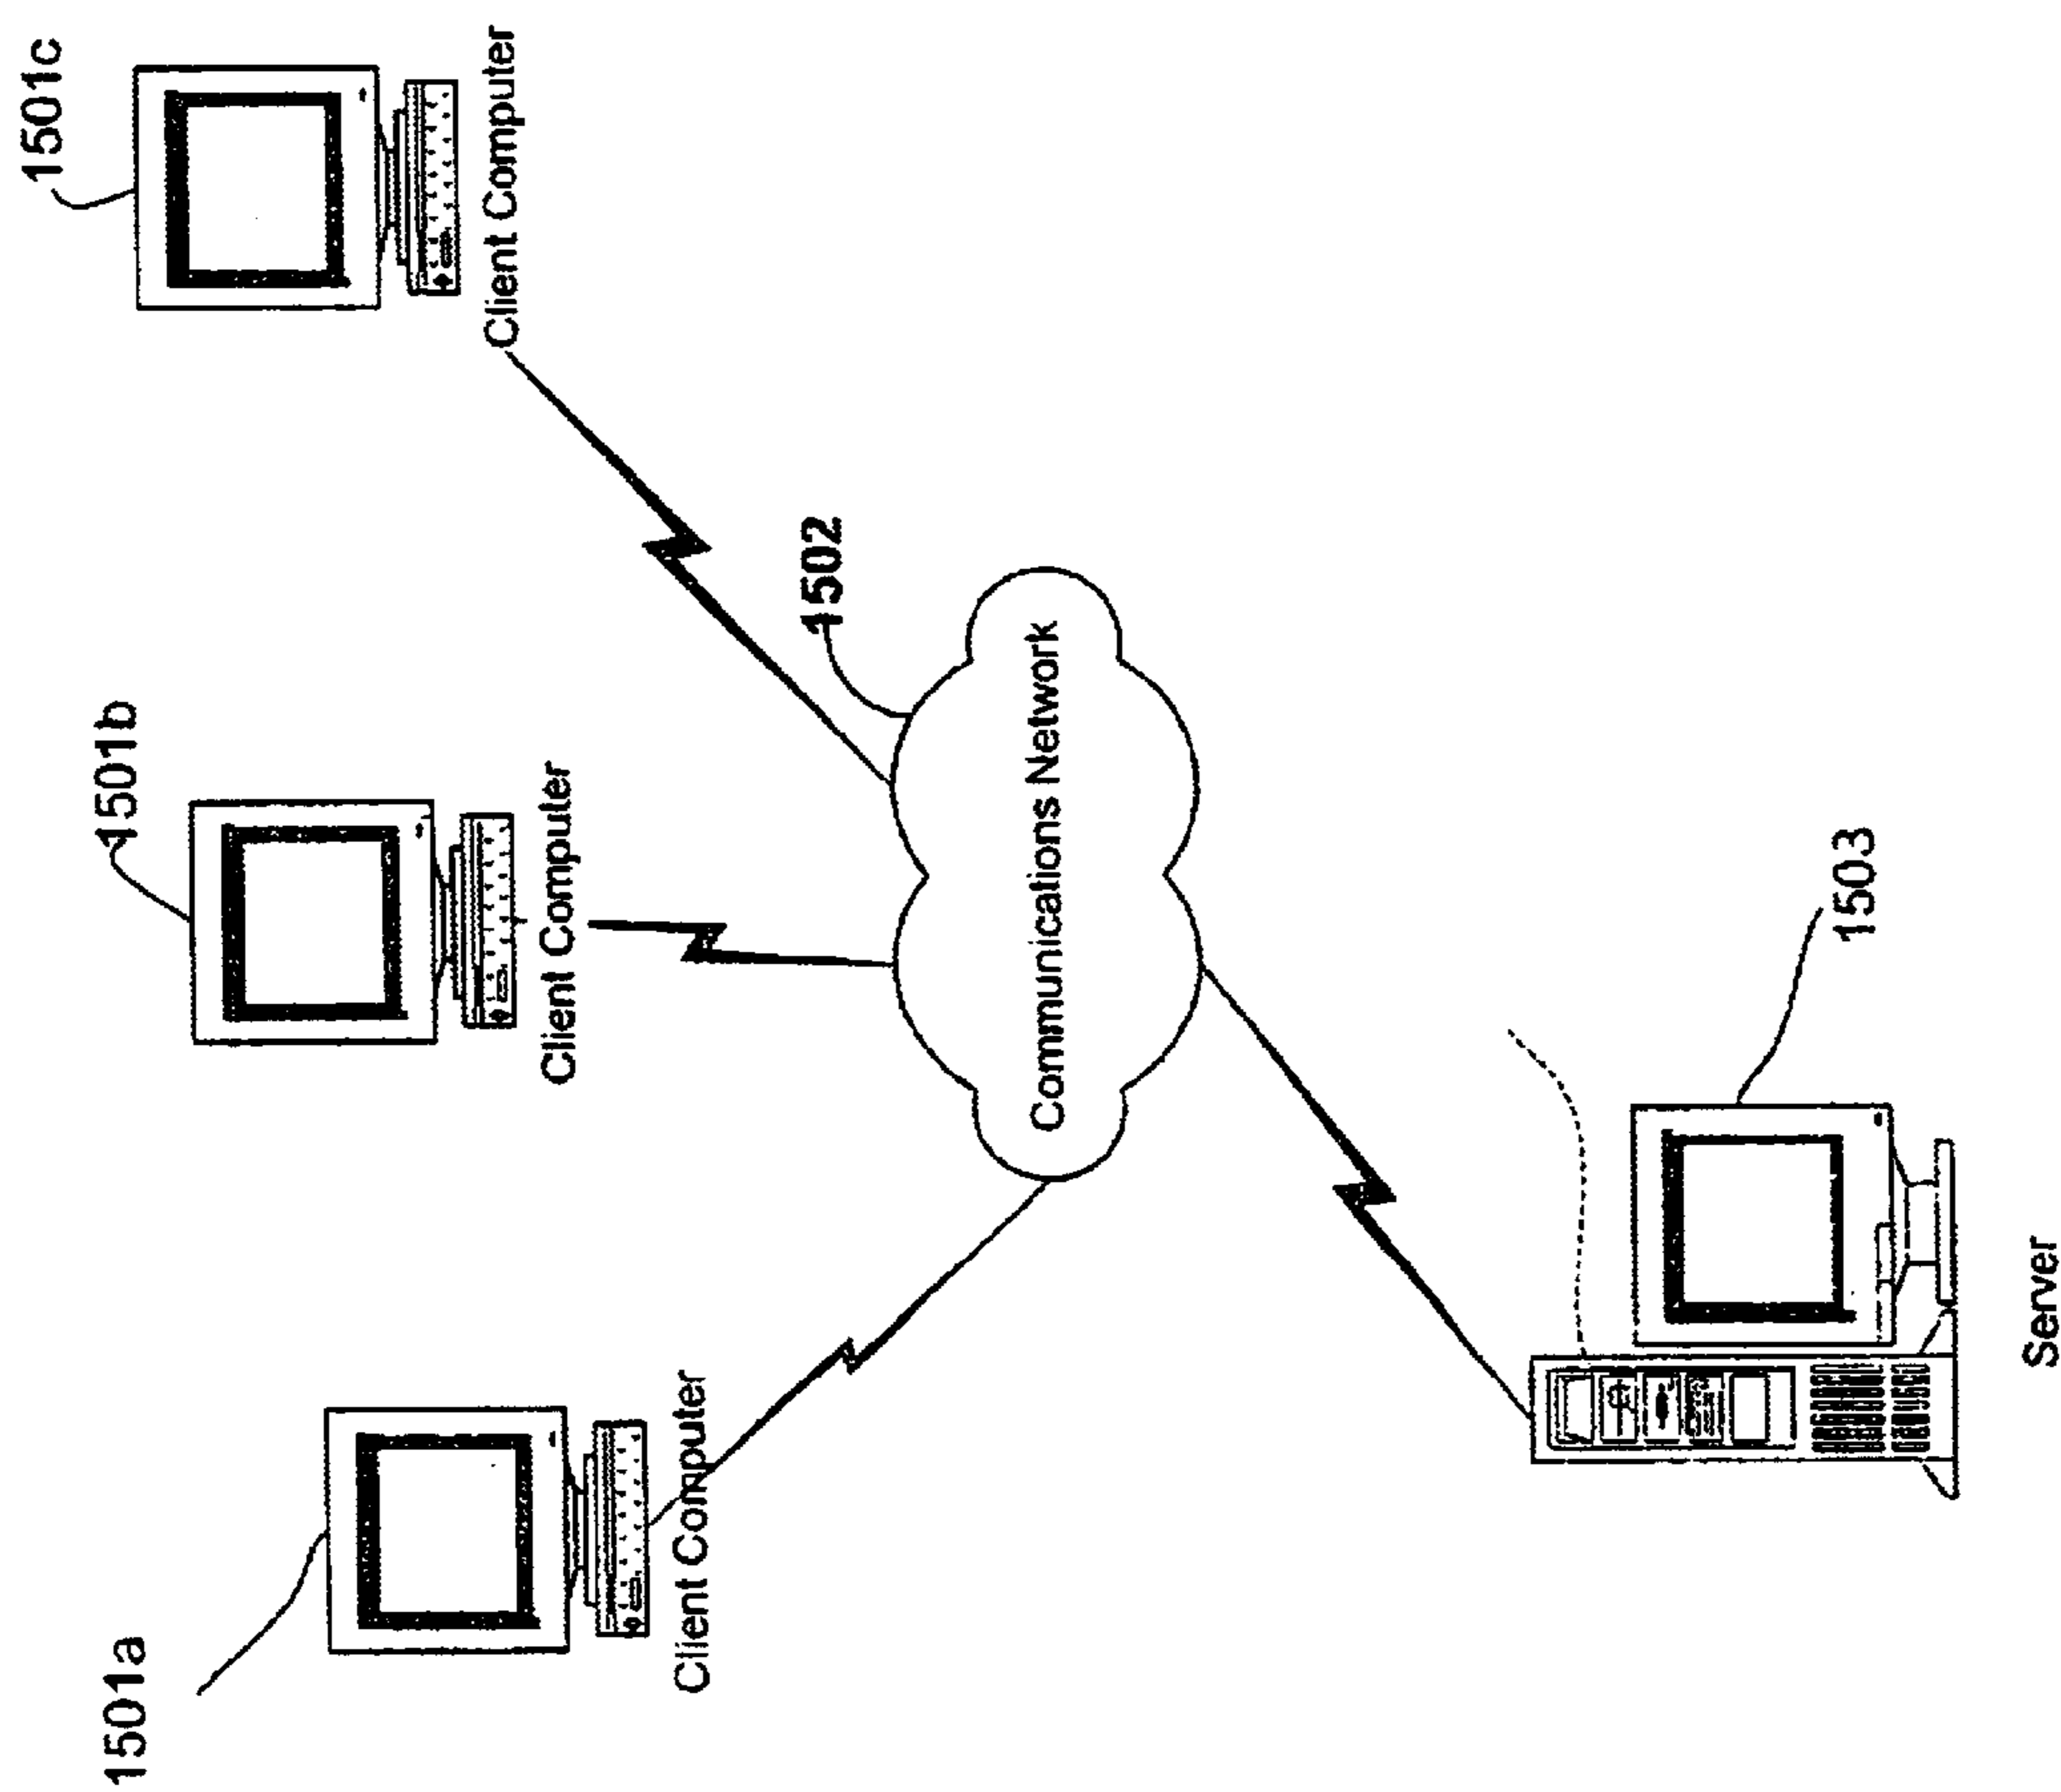 1501a
Client Computer
1501b
Client Computer
1501c
Client Computer
1502
Communications Network
1503
Server